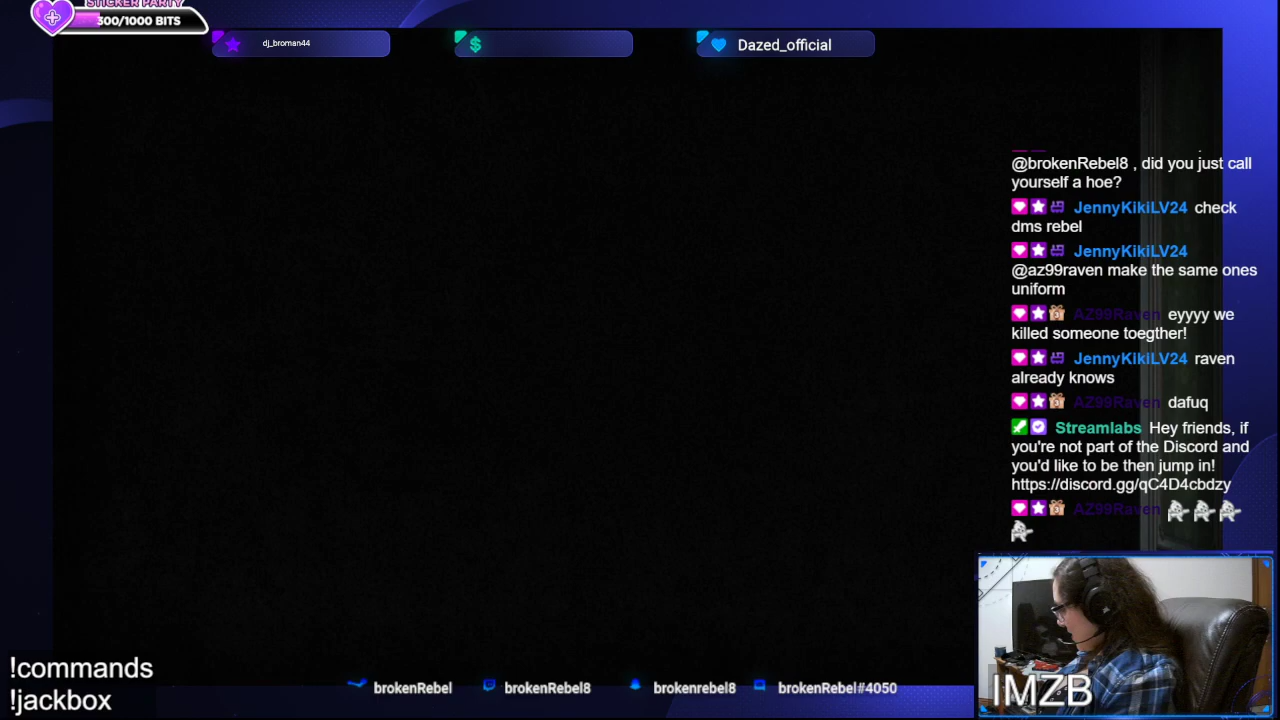 STICKER PARTY
300/1000 BITS
dj_broman44
$
Dazed_official
@brokenRebel8 , did you just call
yourself a hoe?
JennyKikiLV24 check
dms rebel
JennyKikiLV24
@az99raven make the same ones
uniform
AZ99Raven eyyyy we
killed someone toegther!
JennyKikiLV24 raven
already knows
AZ99Raven dafuq
Streamlabs Hey friends, if
you're not part of the Discord and
you'd like to be then jump in!
https://discord.gg/qC4D4cbdzy
AZ99Raven
IMZB
!commands
!jackbox
brokenRebel
brokenRebel8
brokenrebel8
brokenRebel#4050